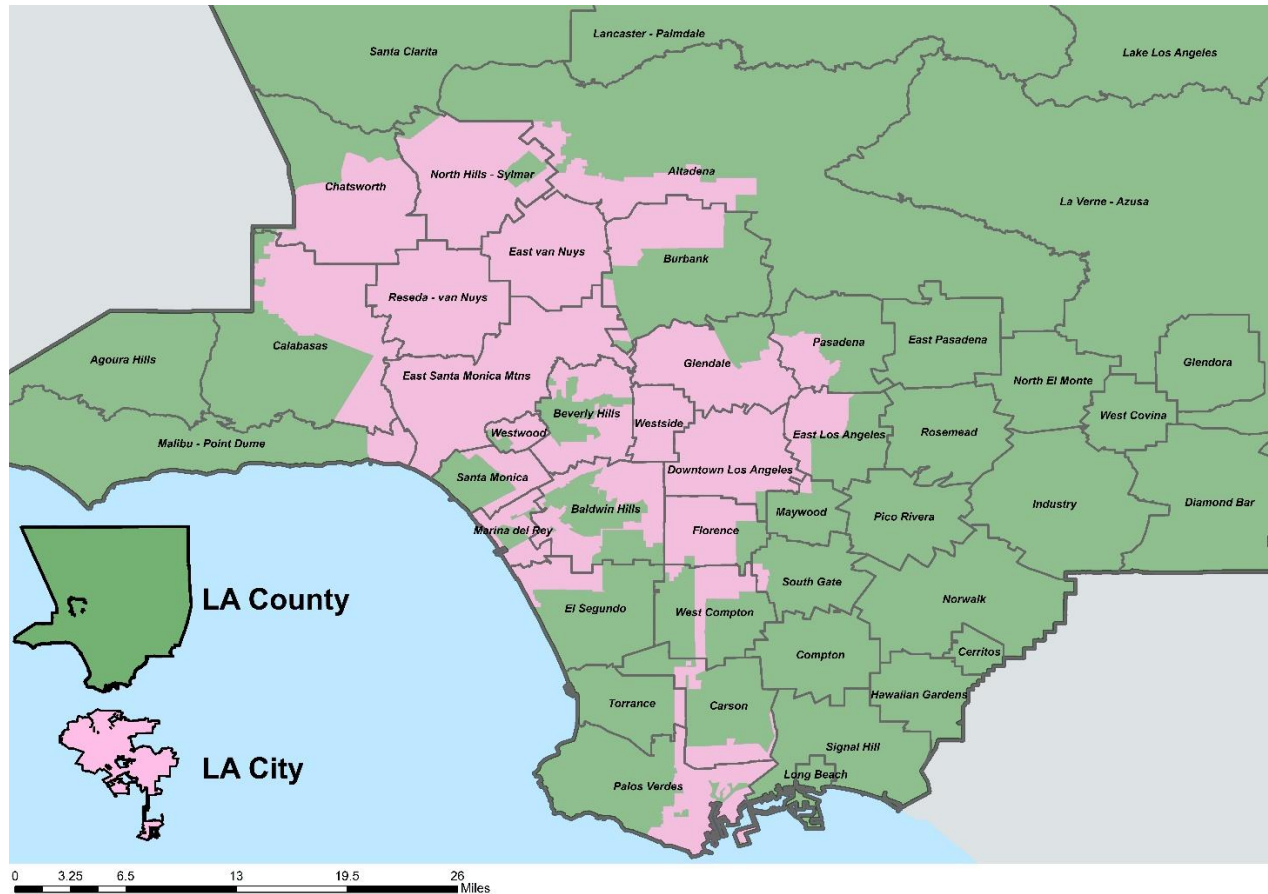 Santa Clarita
Lancaster - Palmdale
Lake Los Angeles
Chatsworth
North Hills - Sylmar
Altadena
La Verne - Azusa
East van Nuys
Burbank
Reseda - van Nuys
Agoura Hills
Calabasas
Glendale
Pasadena
East Pasadena
Glendora
East Santa Monica Mtns
North El Monte
Beverly Hills
Westside
West Covina
Westwood
East Los Angeles
Rosemead
Malibu - Point Dume
Santa Monica
Downtown Los Angeles
Industry
Diamond Bar
Baldwin Hills
Maywood
Pico Rivera
Marina del Rey
Florence
South Gate
Norwalk
LA County
El Segundo
West Compton
Compton
Cerritos
Hawaiian Gardens
Torrance
Carson
Signal Hill
LA City
Long Beach
Palos Verdes
0 3.25 6.5 13 19.5 26
Miles